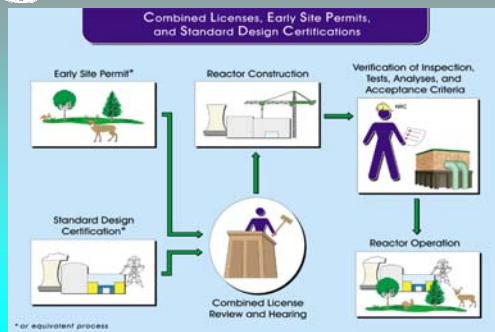 Combined Licenses, Early Site Permits,
and Standard Design Certifications
Early Site Permit*
Reactor Construction
Verification of Inspection,
Tests, Analyses, and
Acceptance Criteria
NRC
Standard Design
Certification*
Combined License
Review and Hearing
Reactor Operation
* or equivalent process